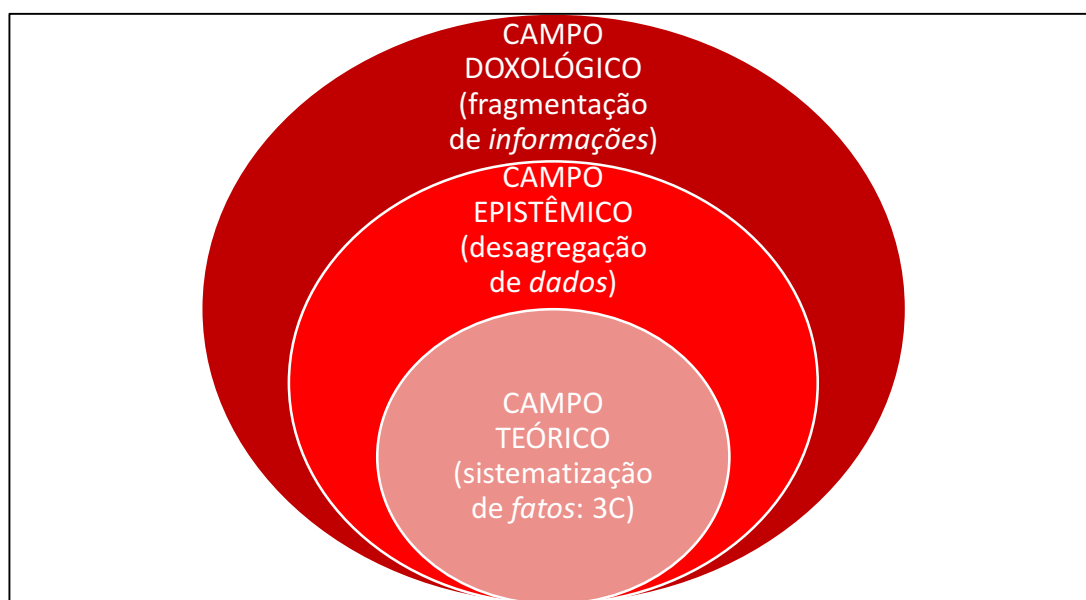 CAMPO
DOXOLÓGICO
(fragmentação
de informações)
CAMPO
EPISTÊMICO
(desagregação
de dados)
CAMPO
TEÓRICO
(sistematização
de fatos: 3C)